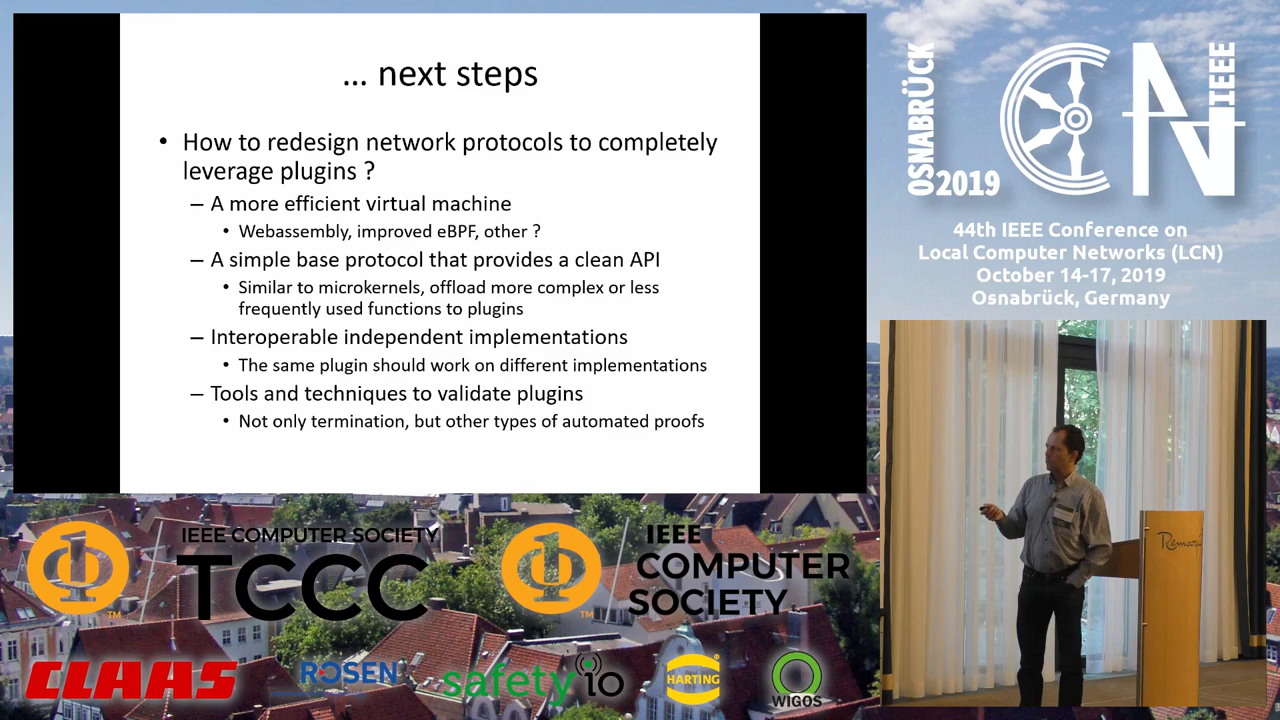 ... next steps
• How to redesign network protocols to completely
leverage plugins ?
– A more efficient virtual machine
• Webassembly, improved eBPF, other ?
– A simple base protocol that provides a clean API
• Similar to microkernels, offload more complex or less
frequently used functions to plugins
– Interoperable independent implementations
• The same plugin should work on different implementations
– Tools and techniques to validate plugins
• Not only termination, but other types of automated proofs
OSNABRÜCK
2019
LCN
IEEE
44th IEEE Conference on
Local Computer Networks (LCN)
October 14-17, 2019
Osnabrück, Germany
IEEE COMPUTER SOCIETY
TCCC
TM
IEEE
COMPUTER
SOCIETY
TM
CLAAS
ROSEN
safety io
HARTING
WIGOS